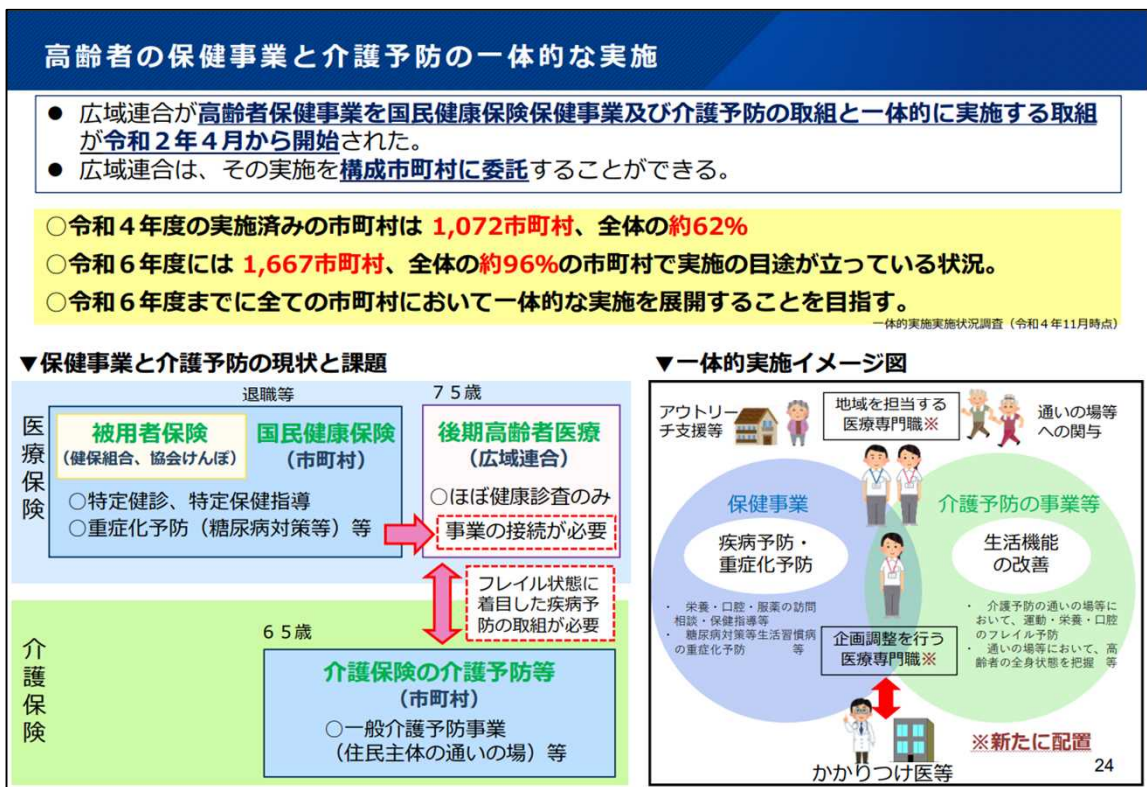 高齢者の保健事業と介護予防の一体的な実施
● 広域連合が高齢者保健事業を国民健康保険保健事業及び介護予防の取組と一体的に実施する取組
が令和2年4月から開始された。
● 広域連合は、その実施を構成市町村に委託することができる。
○令和4年度の実施済みの市町村は 1,072市町村、全体の約62%
○令和6年度には 1,667市町村、全体の約96%の市町村で実施の目途が立っている状況。
○令和6年度までに全ての市町村において一体的な実施を展開することを目指す。
一体的実施実施状況調査(令和4年11月時点)
▼保健事業と介護予防の現状と課題
退職等
75歳
医療保険
被用者保険
(健保組合、協会けんぽ)
国民健康保険
(市町村)
○特定健診、特定保健指導
○重症化予防(糖尿病対策等)等
後期高齢者医療
(広域連合)
○ほぼ健康診査のみ
事業の接続が必要
フレイル状態に
着目した疾病予
防の取組が必要
介護保険
65歳
介護保険の介護予防等
(市町村)
○一般介護予防事業
(住民主体の通いの場)等
▼一体的実施イメージ図
アウトリー
チ支援等
地域を担当する
医療専門職※
通いの場等
への関与
保健事業
疾病予防・
重症化予防
・ 栄養・口腔・服薬の訪問
相談・保健指導等
・ 糖尿病対策等生活習慣病
の重症化予防 等
介護予防の事業等
生活機能
の改善
・ 介護予防の通いの場等に
おいて、運動・栄養・口腔
のフレイル予防
・ 通いの場等において、高
齢者の全身状態を把握 等
企画調整を行う
医療専門職※
かかりつけ医等
※新たに配置
24